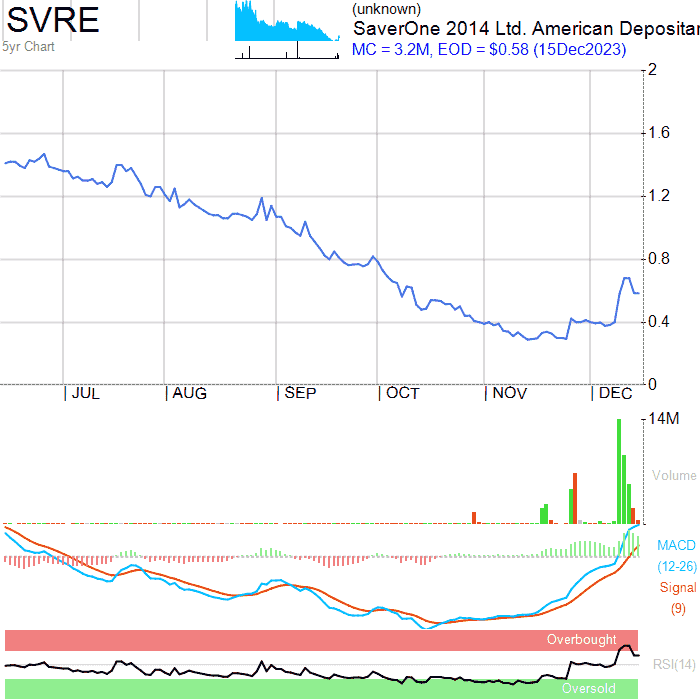 SVRE
5yr Chart
(unknown)
SaverOne 2014 Ltd. American Depositar
MC = 3.2M, EOD = $0.58 (15Dec2023)
2
1.6
1.2
0.8
0.4
0
JUL AUG SEP OCT NOV DEC
14M
Volume
MACD
(12-26)
Signal
(9)
Overbought
RSI(14)
Oversold